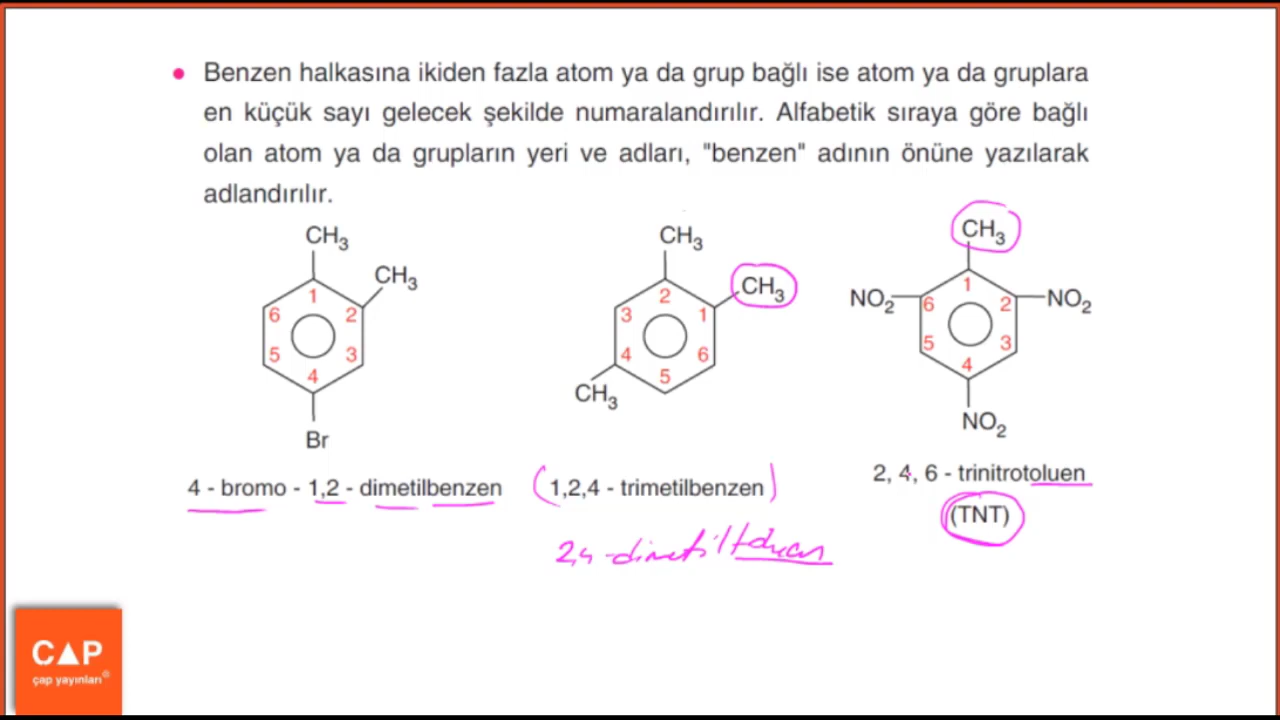 • Benzen halkasına ikiden fazla atom ya da grup bağlı ise atom ya da gruplara
en küçük sayı gelecek şekilde numaralandırılır. Alfabetik sıraya göre bağlı
olan atom ya da grupların yeri ve adları, "benzen" adının önüne yazılarak
adlandırılır.
CH3
CH3
1
2
3
4
5
6
Br
4 - bromo - 1,2 - dimetilbenzen
CH3
CH3
2
1
3
6
4
5
CH3
(1,2,4 - trimetilbenzen)
2,4-dimetiltoluen
CH3
NO2
NO2
1
6
2
5
3
4
NO2
2, 4, 6 - trinitrotoluen
(TNT)
CAP
çap yayınları®